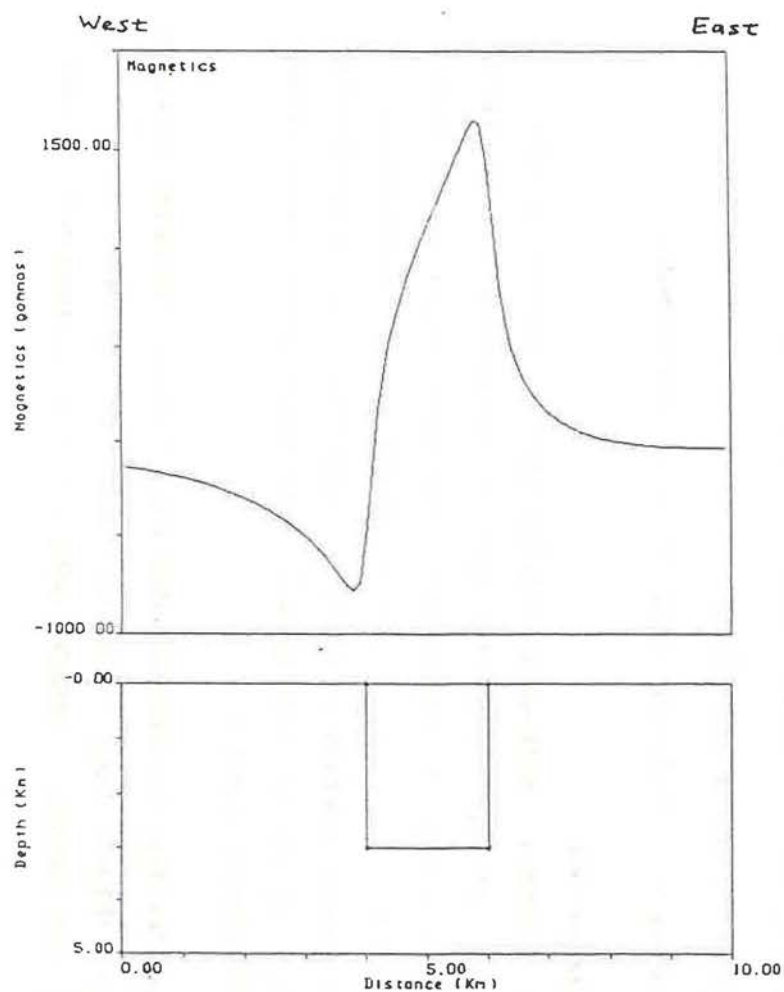 West East
Magnetics
1500.00
Magnetics (gammas)
-1000 00
-0 00
Depth (Km)
5.00
0.00 5.00 10.00
Distance (Km)